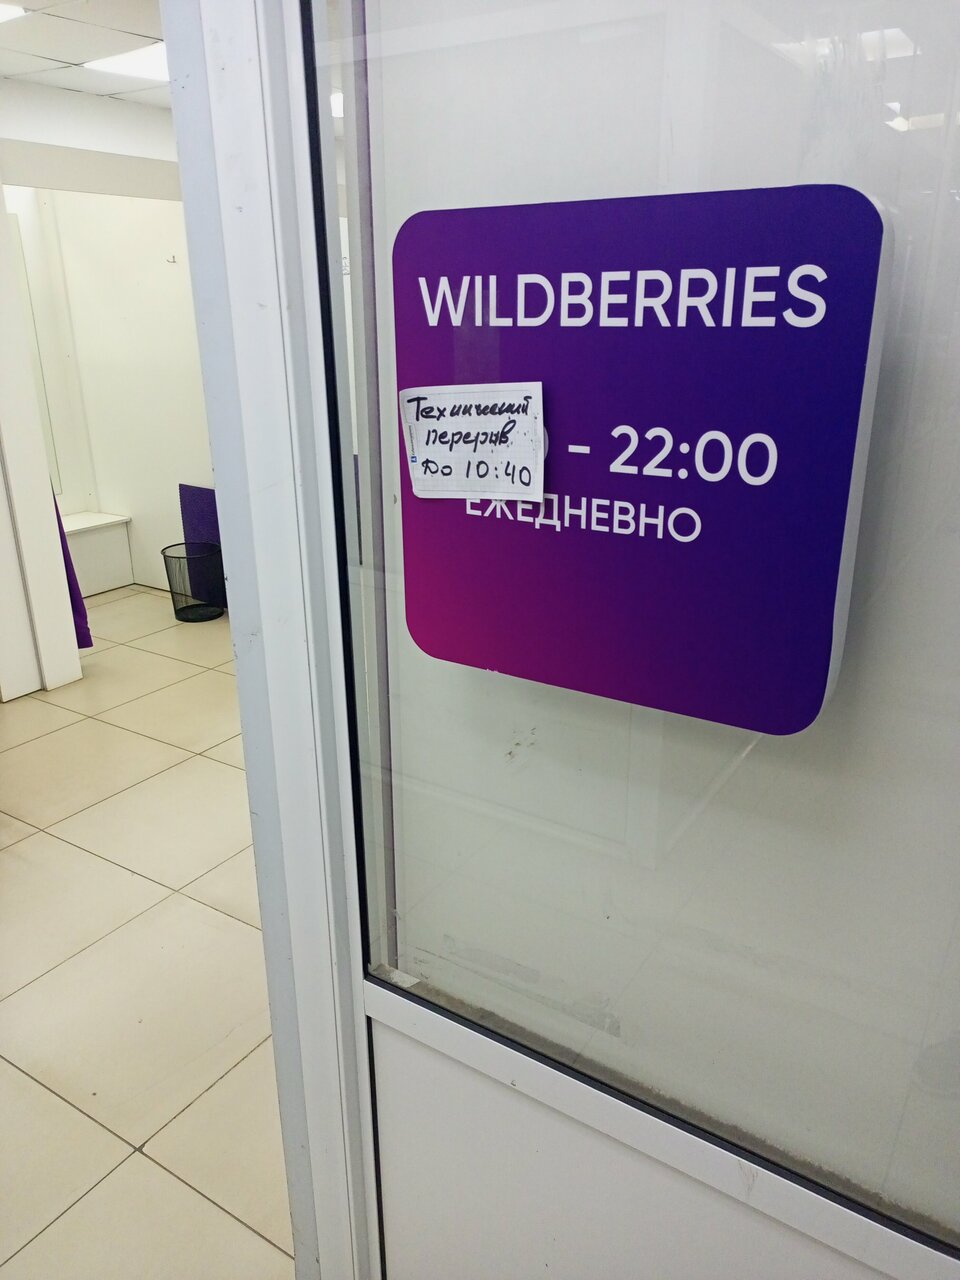 WILDBERRIES
Технический
перерыв
до 10:40
- 22:00
ЕЖЕДНЕВНО